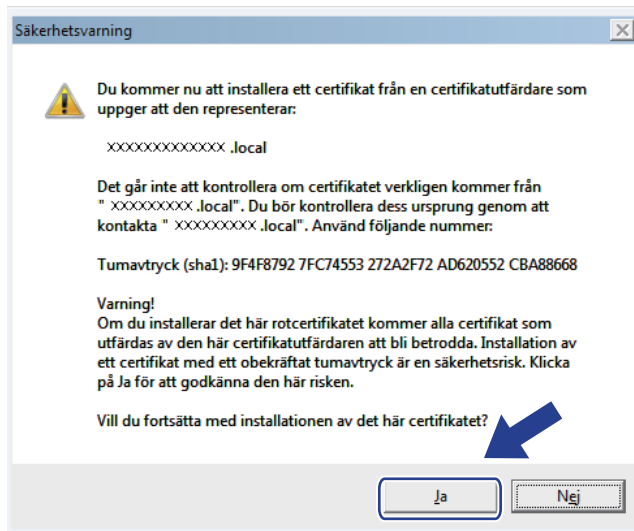 Säkerhetsvarning
Du kommer nu att installera ett certifikat från en certifikatutfärdare som
uppger att den representerar:
XXXXXXXXXXXXX .local
Det går inte att kontrollera om certifikatet verkligen kommer från
" XXXXXXXXX .local". Du bör kontrollera dess ursprung genom att
kontakta " XXXXXXXXX .local". Använd följande nummer:
Tumavtryck (sha1): 9F4F8792 7FC74553 272A2F72 AD620552 CBA88668
Varning!
Om du installerar det här rotcertifikatet kommer alla certifikat som
utfärdas av den här certifikatutfärdaren att bli betrodda. Installation av
ett certifikat med ett obekräftat tumavtryck är en säkerhetsrisk. Klicka
på Ja för att godkänna den här risken.
Vill du fortsätta med installationen av det här certifikatet?
Ja Nej